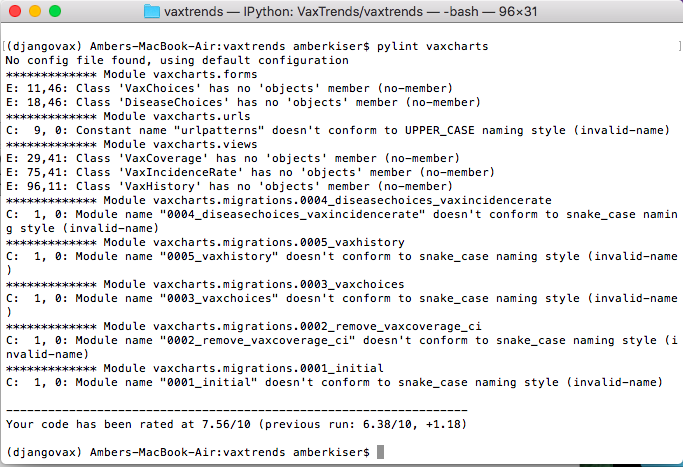 vaxtrends — IPython: VaxTrends/vaxtrends — -bash — 96×31
(djangovax) Ambers-MacBook-Air:vaxtrends amberkiser$ pylint vaxcharts
No config file found, using default configuration
************* Module vaxcharts.forms
E: 11,46: Class 'VaxChoices' has no 'objects' member (no-member)
E: 18,46: Class 'DiseaseChoices' has no 'objects' member (no-member)
************* Module vaxcharts.urls
C:  9, 0: Constant name "urlpatterns" doesn't conform to UPPER_CASE naming style (invalid-name)
************* Module vaxcharts.views
E: 29,41: Class 'VaxCoverage' has no 'objects' member (no-member)
E: 75,41: Class 'VaxIncidenceRate' has no 'objects' member (no-member)
E: 96,11: Class 'VaxHistory' has no 'objects' member (no-member)
************* Module vaxcharts.migrations.0004_diseasechoices_vaxincidencerate
C:  1, 0: Module name "0004_diseasechoices_vaxincidencerate" doesn't conform to snake_case namin
g style (invalid-name)
************* Module vaxcharts.migrations.0005_vaxhistory
C:  1, 0: Module name "0005_vaxhistory" doesn't conform to snake_case naming style (invalid-name
)
************* Module vaxcharts.migrations.0003_vaxchoices
C:  1, 0: Module name "0003_vaxchoices" doesn't conform to snake_case naming style (invalid-name
)
************* Module vaxcharts.migrations.0002_remove_vaxcoverage_ci
C:  1, 0: Module name "0002_remove_vaxcoverage_ci" doesn't conform to snake_case naming style (i
nvalid-name)
************* Module vaxcharts.migrations.0001_initial
C:  1, 0: Module name "0001_initial" doesn't conform to snake_case naming style (invalid-name)
------------------------------------------------------------------
Your code has been rated at 7.56/10 (previous run: 6.38/10, +1.18)
(djangovax) Ambers-MacBook-Air:vaxtrends amberkiser$